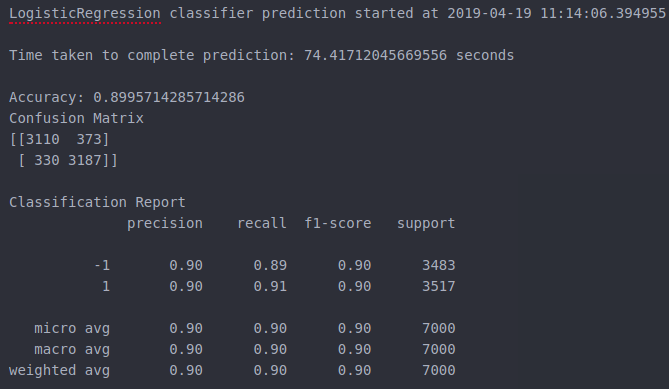 LogisticRegression classifier prediction started at 2019-04-19 11:14:06.394955
Time taken to complete prediction: 74.41712045669556 seconds
Accuracy: 0.8995714285714286
Confusion Matrix
[[3110  373]
 [ 330 3187]]
Classification Report
              precision    recall  f1-score   support
          -1       0.90      0.89      0.90      3483
           1       0.90      0.91      0.90      3517
   micro avg       0.90      0.90      0.90      7000
   macro avg       0.90      0.90      0.90      7000
weighted avg       0.90      0.90      0.90      7000